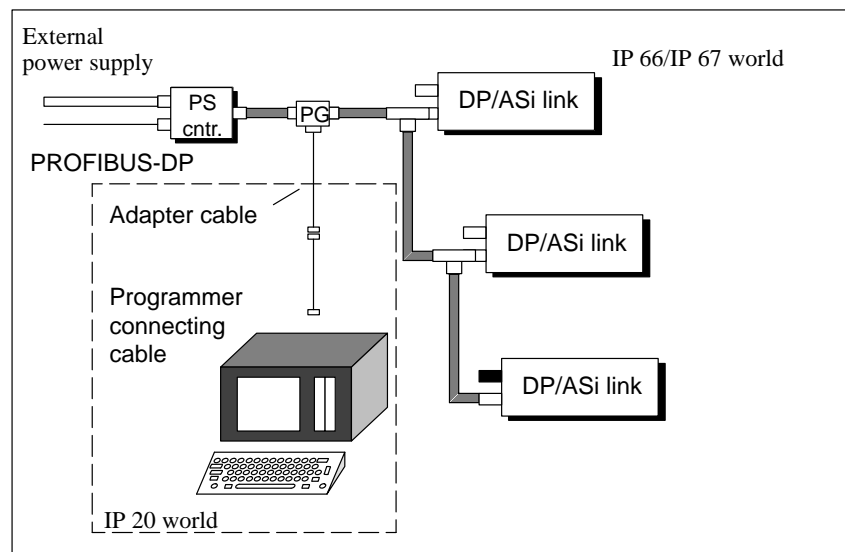 External
power supply
IP 66/IP 67 world
DP/ASi link
PS
cntr.
PG
PROFIBUS-DP
Adapter cable
DP/ASi link
Programmer
connecting
cable
DP/ASi link
IP 20 world